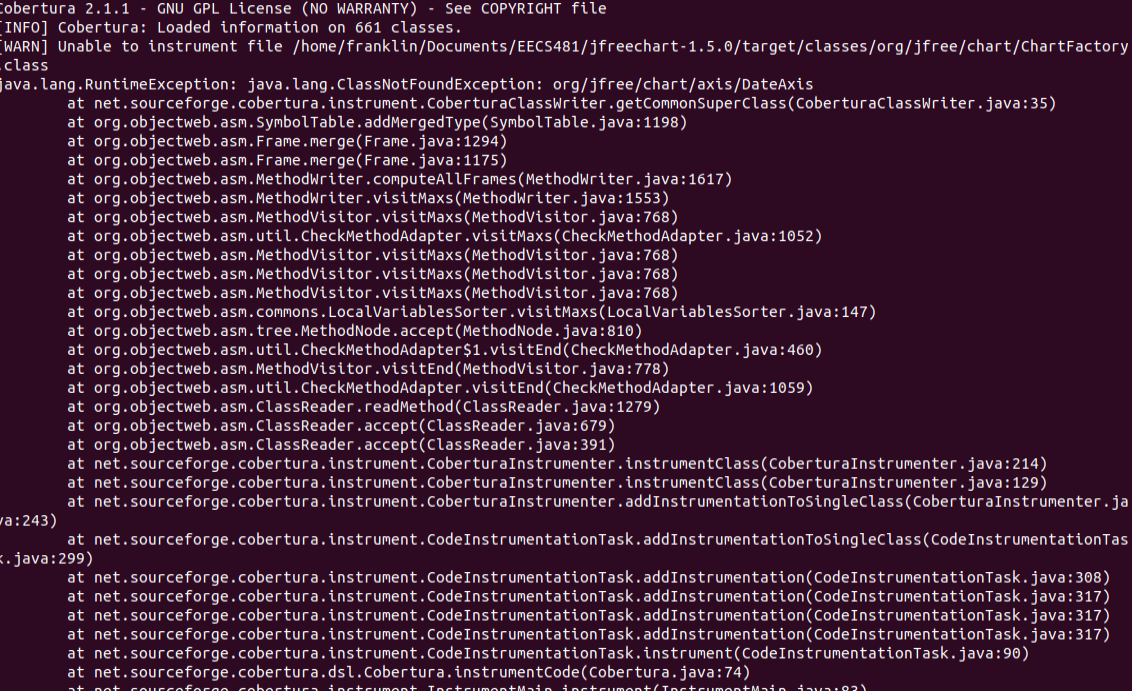 Cobertura 2.1.1 - GNU GPL License (NO WARRANTY) - See COPYRIGHT file
[INFO] Cobertura: Loaded information on 661 classes.
[WARN] Unable to instrument file /home/franklin/Documents/EECS481/jfreechart-1.5.0/target/classes/org/jfree/chart/ChartFactory
.class
java.lang.RuntimeException: java.lang.ClassNotFoundException: org/jfree/chart/axis/DateAxis
at net.sourceforge.cobertura.instrument.CoberturaClassWriter.getCommonSuperClass(CoberturaClassWriter.java:35)
at org.objectweb.asm.SymbolTable.addMergedType(SymbolTable.java:1198)
at org.objectweb.asm.Frame.merge(Frame.java:1294)
at org.objectweb.asm.Frame.merge(Frame.java:1175)
at org.objectweb.asm.MethodWriter.computeAllFrames(MethodWriter.java:1617)
at org.objectweb.asm.MethodWriter.visitMaxs(MethodWriter.java:1553)
at org.objectweb.asm.MethodVisitor.visitMaxs(MethodVisitor.java:768)
at org.objectweb.asm.util.CheckMethodAdapter.visitMaxs(CheckMethodAdapter.java:1052)
at org.objectweb.asm.MethodVisitor.visitMaxs(MethodVisitor.java:768)
at org.objectweb.asm.MethodVisitor.visitMaxs(MethodVisitor.java:768)
at org.objectweb.asm.MethodVisitor.visitMaxs(MethodVisitor.java:768)
at org.objectweb.asm.commons.LocalVariablesSorter.visitMaxs(LocalVariablesSorter.java:147)
at org.objectweb.asm.tree.MethodNode.accept(MethodNode.java:810)
at org.objectweb.asm.util.CheckMethodAdapter$1.visitEnd(CheckMethodAdapter.java:460)
at org.objectweb.asm.MethodVisitor.visitEnd(MethodVisitor.java:778)
at org.objectweb.asm.util.CheckMethodAdapter.visitEnd(CheckMethodAdapter.java:1059)
at org.objectweb.asm.ClassReader.readMethod(ClassReader.java:1279)
at org.objectweb.asm.ClassReader.accept(ClassReader.java:679)
at org.objectweb.asm.ClassReader.accept(ClassReader.java:391)
at net.sourceforge.cobertura.instrument.CoberturaInstrumenter.instrumentClass(CoberturaInstrumenter.java:214)
at net.sourceforge.cobertura.instrument.CoberturaInstrumenter.instrumentClass(CoberturaInstrumenter.java:129)
at net.sourceforge.cobertura.instrument.CoberturaInstrumenter.addInstrumentationToSingleClass(CoberturaInstrumenter.ja
va:243)
at net.sourceforge.cobertura.instrument.CodeInstrumentationTask.addInstrumentationToSingleClass(CodeInstrumentationTas
k.java:299)
at net.sourceforge.cobertura.instrument.CodeInstrumentationTask.addInstrumentation(CodeInstrumentationTask.java:308)
at net.sourceforge.cobertura.instrument.CodeInstrumentationTask.addInstrumentation(CodeInstrumentationTask.java:317)
at net.sourceforge.cobertura.instrument.CodeInstrumentationTask.addInstrumentation(CodeInstrumentationTask.java:317)
at net.sourceforge.cobertura.instrument.CodeInstrumentationTask.addInstrumentation(CodeInstrumentationTask.java:317)
at net.sourceforge.cobertura.instrument.CodeInstrumentationTask.instrument(CodeInstrumentationTask.java:90)
at net.sourceforge.cobertura.dsl.Cobertura.instrumentCode(Cobertura.java:74)
at net.sourceforge.cobertura.instrument.InstrumentMain.instrument(InstrumentMain.java:83)